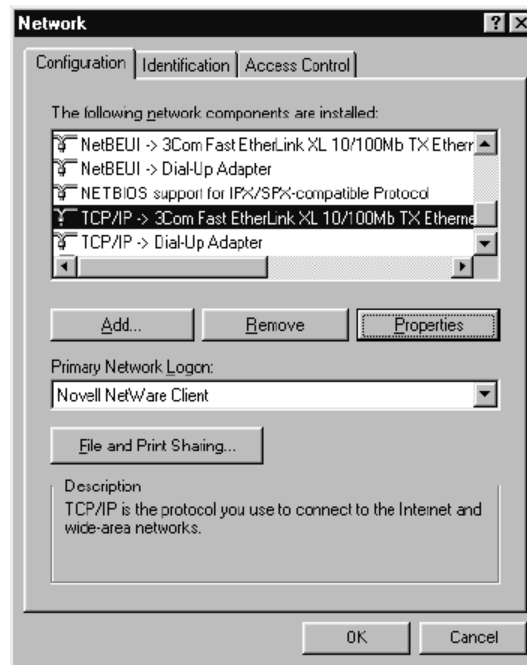 Network
Configuration Identification Access Control
The following network components are installed:
NetBEUI -> 3Com Fast EtherLink XL 10/100Mb TX Ethern
NetBEUI -> Dial-Up Adapter
NETBIOS support for IPX/SPX-compatible Protocol
TCP/IP -> 3Com Fast EtherLink XL 10/100Mb TX Etherne
TCP/IP -> Dial-Up Adapter
Add... Remove Properties
Primary Network Logon:
Novell NetWare Client
File and Print Sharing...
Description
TCP/IP is the protocol you use to connect to the Internet and
wide-area networks.
OK Cancel